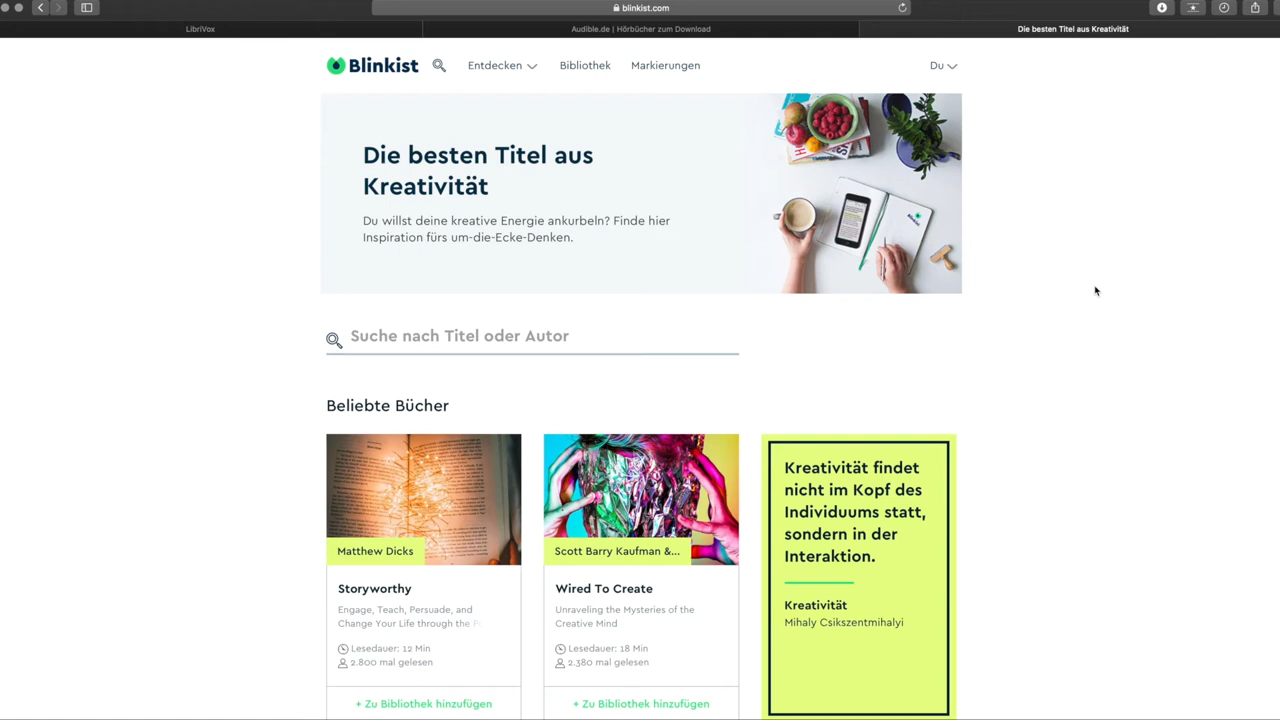 blinkist.com
LibriVox
Audible.de | Hörbücher zum Download
Die besten Titel aus Kreativität
Blinkist
Entdecken
Bibliothek
Markierungen
Du
Die besten Titel aus
Kreativität
Du willst deine kreative Energie ankurbeln? Finde hier
Inspiration fürs um-die-Ecke-Denken.
Suche nach Titel oder Autor
Beliebte Bücher
Matthew Dicks
Storyworthy
Engage, Teach, Persuade, and
Change Your Life through the
Lesedauer: 12 Min
2.800 mal gelesen
+ Zu Bibliothek hinzufügen
Scott Barry Kaufman &...
Wired To Create
Unraveling the Mysteries of the
Creative Mind
Lesedauer: 18 Min
2.380 mal gelesen
+ Zu Bibliothek hinzufügen
Kreativität findet
nicht im Kopf des
Individuums statt,
sondern in der
Interaktion.
Kreativität
Mihaly Csikszentmihalyi